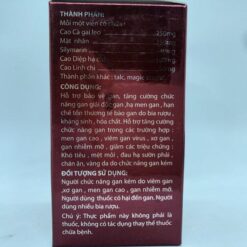 THÀNH PHẦN:
Mỗi một viên có chứa:
Cao Cà gai leo 250mg
Mật nhân
Silymarin
Cao Diệp hạ c
Cao Linh chi
Thành phần khác: talc, magie
CÔNG DỤNG:
Hỗ trợ bảo vệ gan, tăng cường chức
năng gan giải độc gan, hạ men gan, hạn
chế tổn thương tế bào gan do bia rượu,
kháng sinh, hóa chất. Hỗ trợ tăng cường
chức năng gan trong các trường hợp:
men gan cao, viêm gan virus, xơ gan,
gan nhiễm mỡ, giảm các triệu chứng:
Khó tiêu, mệt mỏi, đau hạ sườn phải,
chán ăn, vàng da do chức năng gan kém
ĐỐI TƯỢNG SỬ DỤNG:
Người chức năng gan kém do viêm gan
,xơ gan, men gan cao, gan nhiễm mỡ.
Người dùng thuốc có hại đến gan. Người
dùng nhiều bia rượu.
Chú ý: Thực phẩm này không phải là
thuốc, không có tác dụng thay thế thuốc
chữa bệnh.